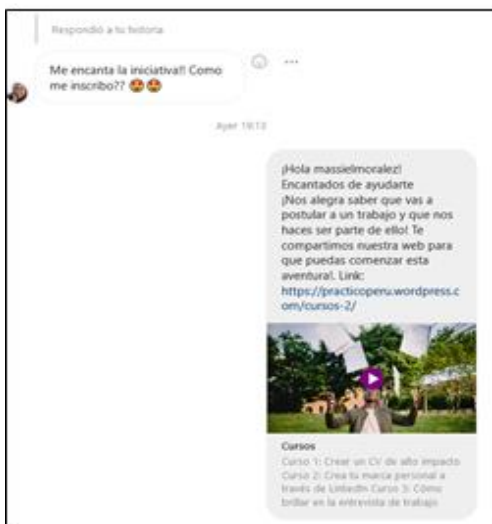 Respondió a tu historia
Me encanta la iniciativa!! Como
me inscribo?? 😍😍
Ayer 19:13
¡Hola massielmoralez!
Encantados de ayudarte
¡Nos alegra saber que vas a
postular a un trabajo y que nos
haces ser parte de ello! Te
compartimos nuestra web para
que puedas comenzar esta
aventura!. Link:
https://practicoperu.wordpress.c
om/cursos-2/
Cursos
Curso 1: Crear un CV de alto impacto
Curso 2: Crea tu marca personal a
través de LinkedIn Curso 3: Cómo
brillar en la entrevista de trabajo